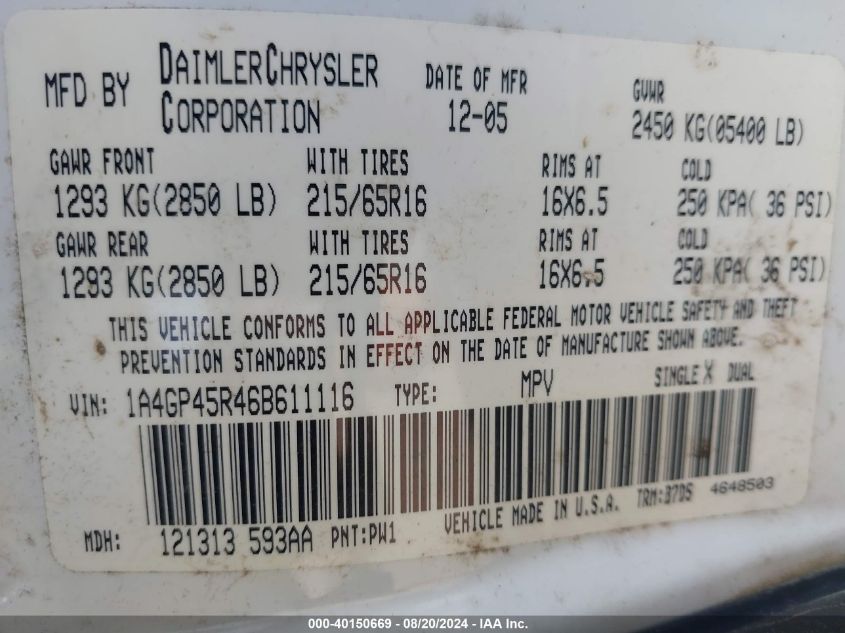 MFD BY DAIMLERCHRYSLER CORPORATION DATE OF MFR 12-05 GVWR 2450 KG(05400 LB)
GAWR FRONT WITH TIRES RIMS AT COLD
1293 KG(2850 LB) 215/65R16 16X6.5 250 KPA( 36 PSI)
GAWR REAR WITH TIRES RIMS AT COLD
1293 KG(2850 LB) 215/65R16 16X6.5 250 KPA( 36 PSI)
THIS VEHICLE CONFORMS TO ALL APPLICABLE FEDERAL MOTOR VEHICLE SAFETY AND THEFT
PREVENTION STANDARDS IN EFFECT ON THE DATE OF MANUFACTURE SHOWN ABOVE.
VIN: 1A4GP45R46B611116 TYPE: MPV SINGLE X DUAL
MDH: 121313 593AA PNT:PW1 VEHICLE MADE IN U.S.A. TRM:B7D5 4648503
000-40150669 - 08/20/2024 - IAA Inc.